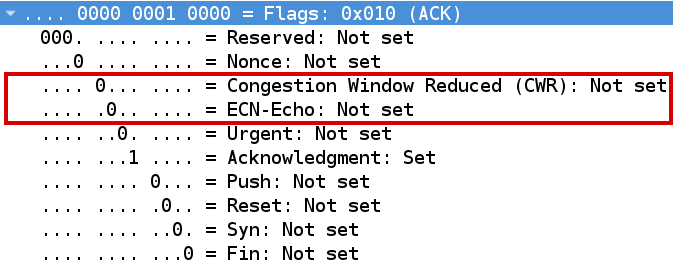 .... 0000 0001 0000 = Flags: 0x010 (ACK)
000. .... .... = Reserved: Not set
...0 .... .... = Nonce: Not set
.... 0... .... = Congestion Window Reduced (CWR): Not set
.... .0.. .... = ECN-Echo: Not set
.... ..0. .... = Urgent: Not set
.... ...1 .... = Acknowledgment: Set
.... .... 0... = Push: Not set
.... .... .0.. = Reset: Not set
.... .... ..0. = Syn: Not set
.... .... ...0 = Fin: Not set